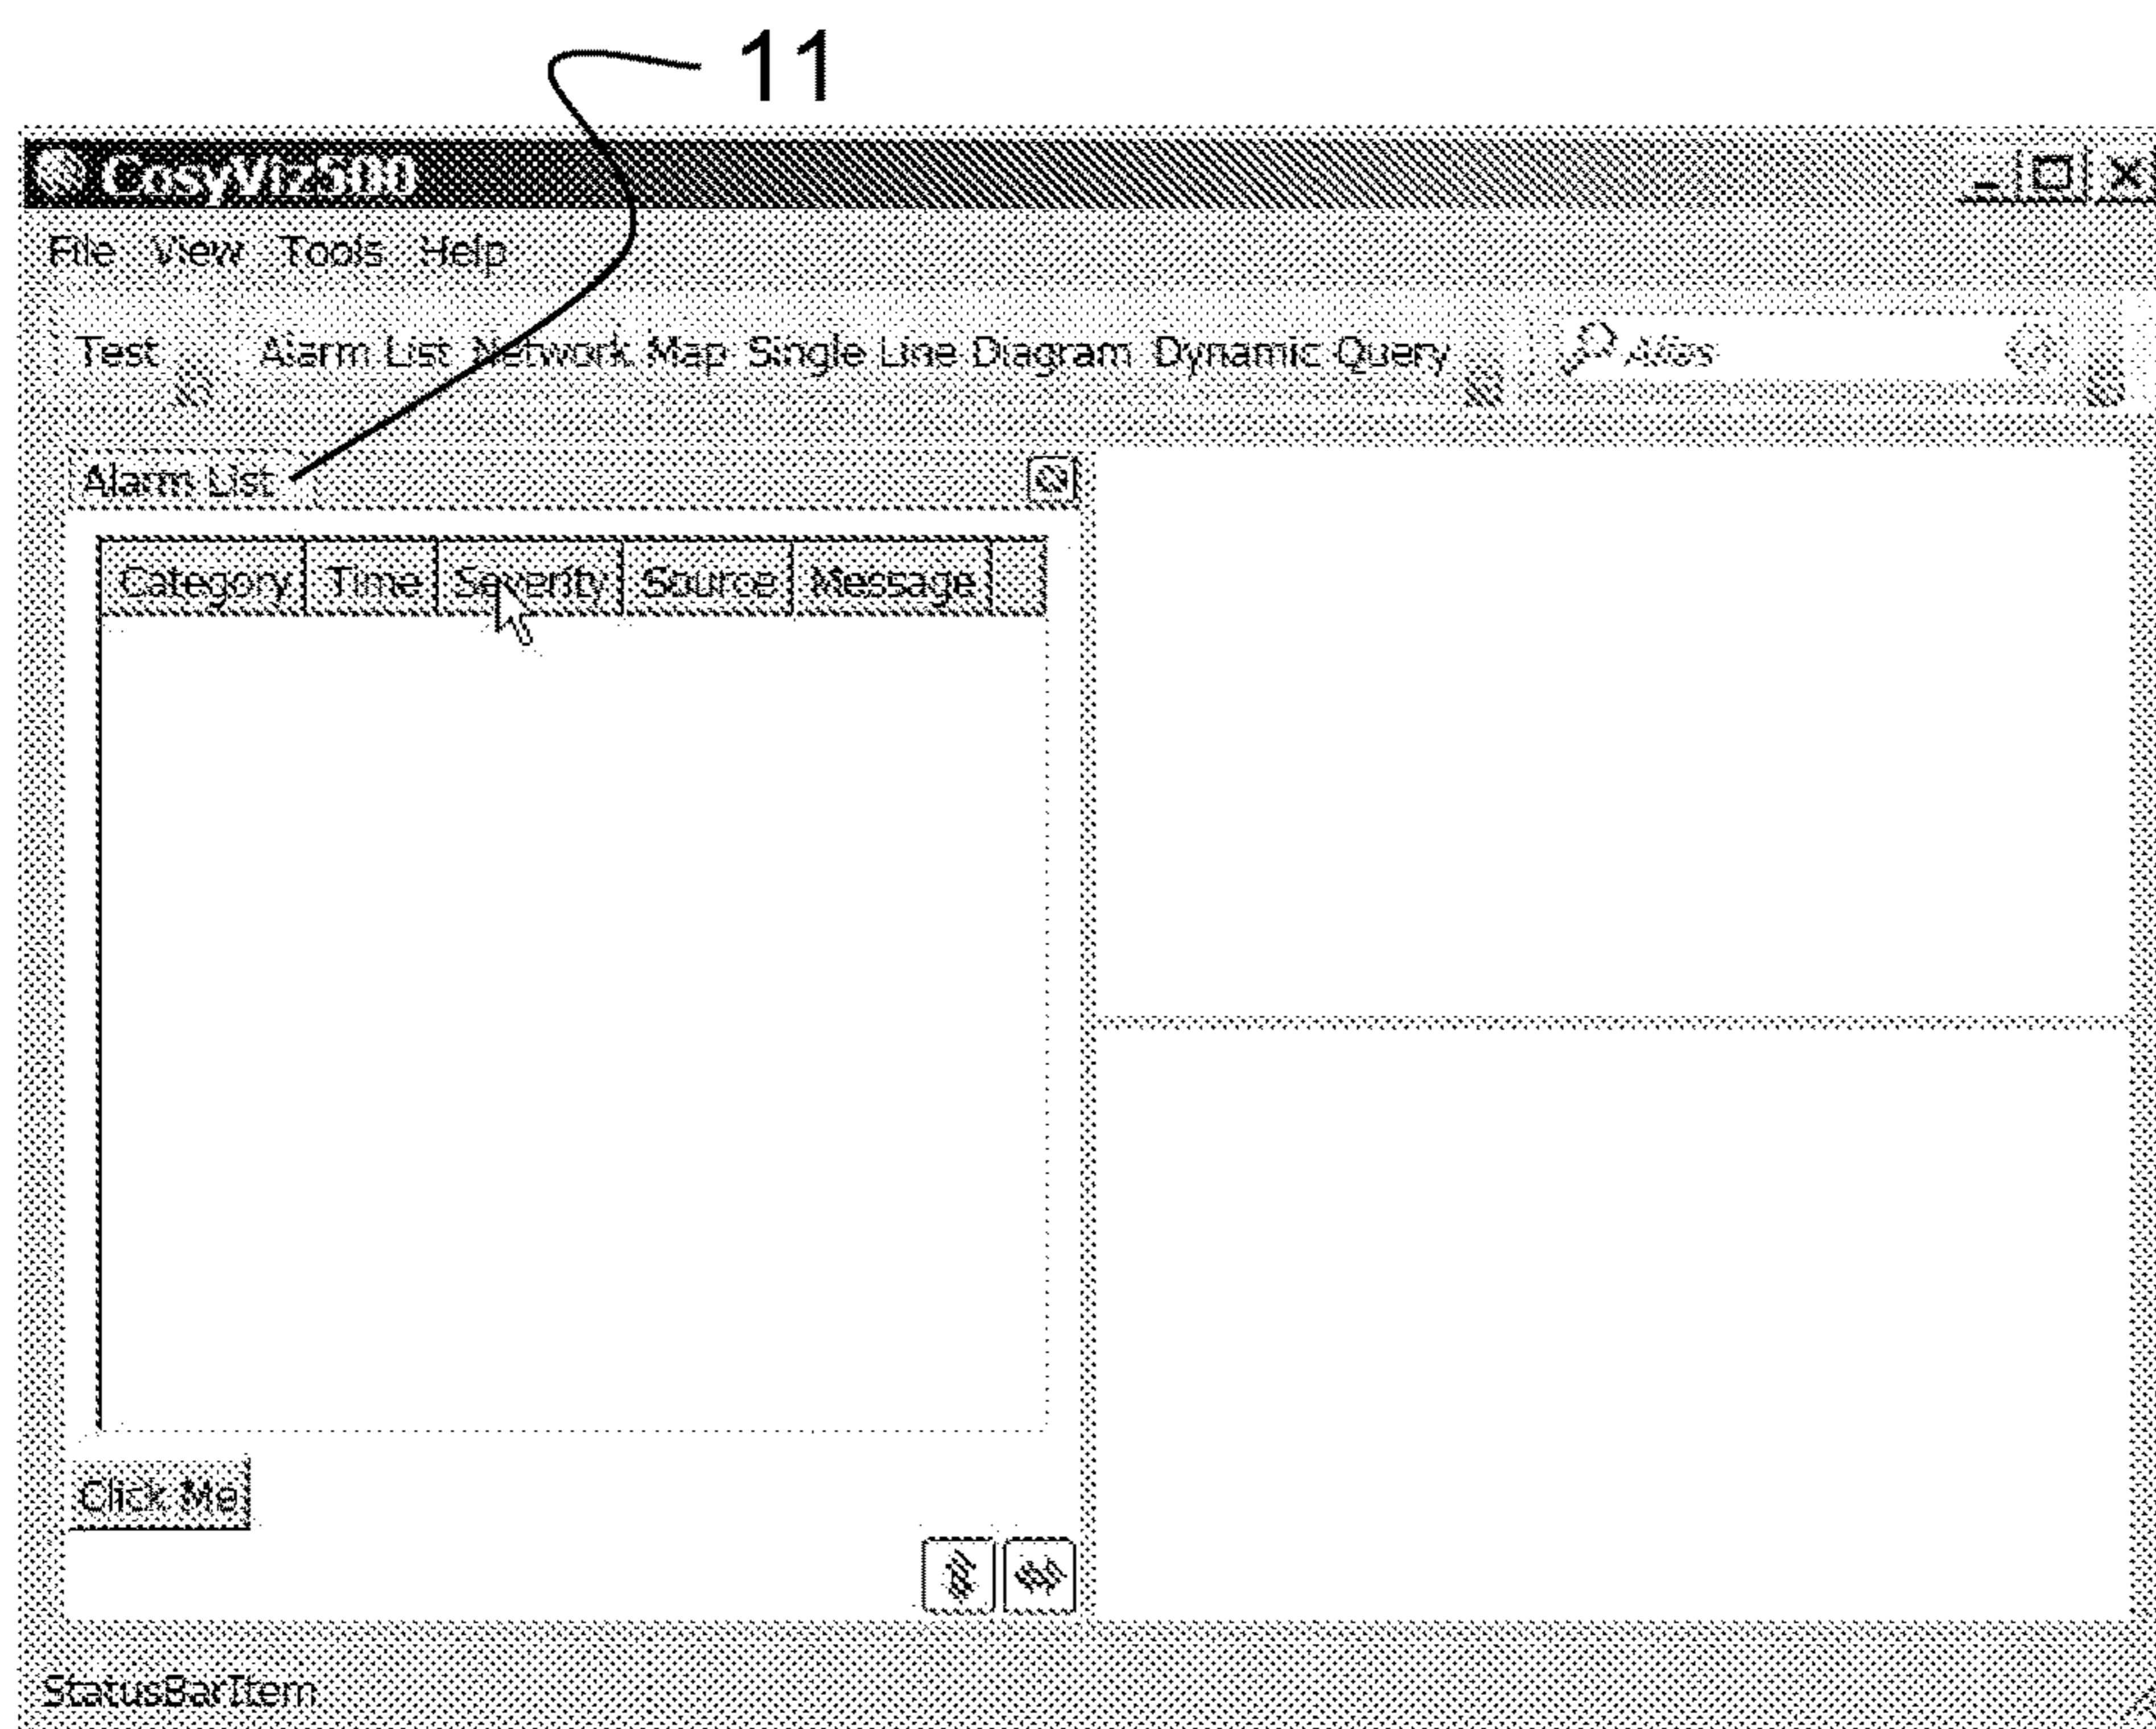 11
CosyViz500
File View Tools Help
Test Alarm List Network Map Single Line Diagram Dynamic Query Alias
Alarm List
Category Time Severity Source Message
Click Me
StatusBarItem